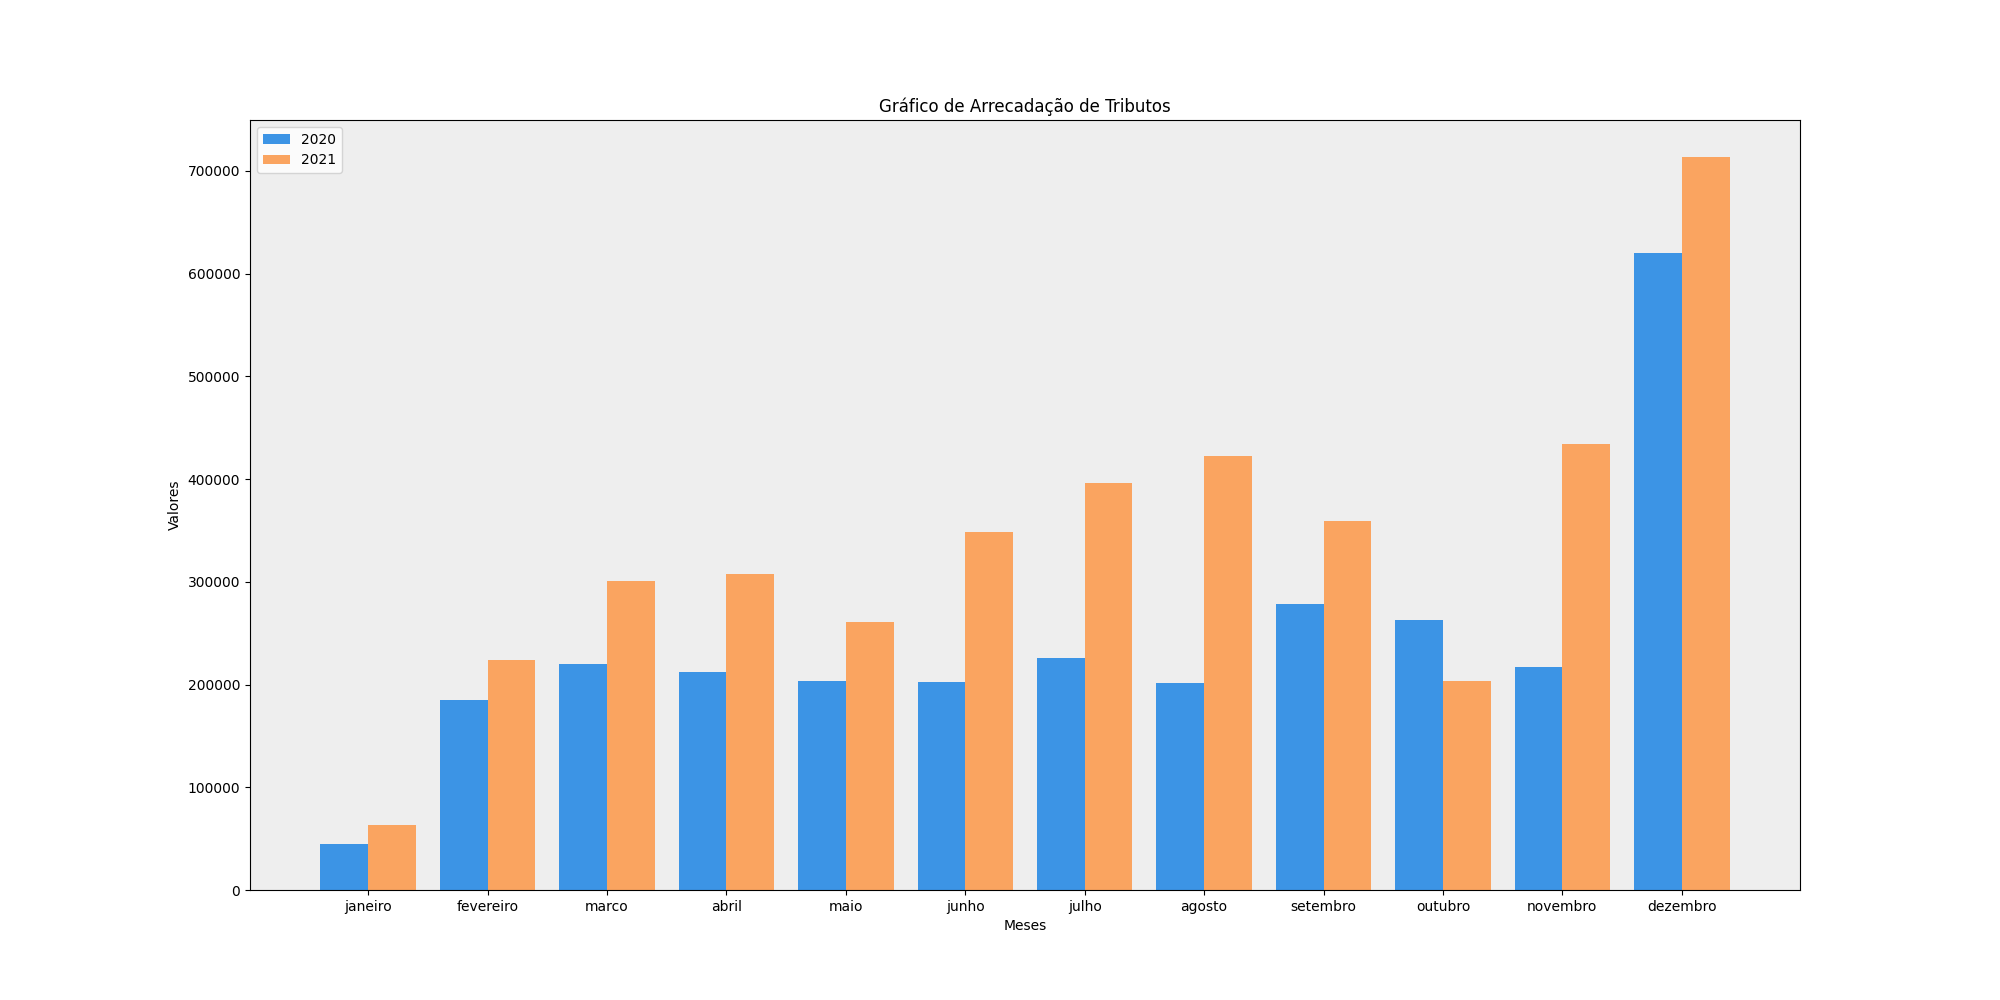 Gráfico de Arrecadação de Tributos
2020
2021
700000
600000
500000
400000
300000
200000
100000
0
Valores
janeiro fevereiro marco abril maio junho julho agosto setembro outubro novembro dezembro
Meses